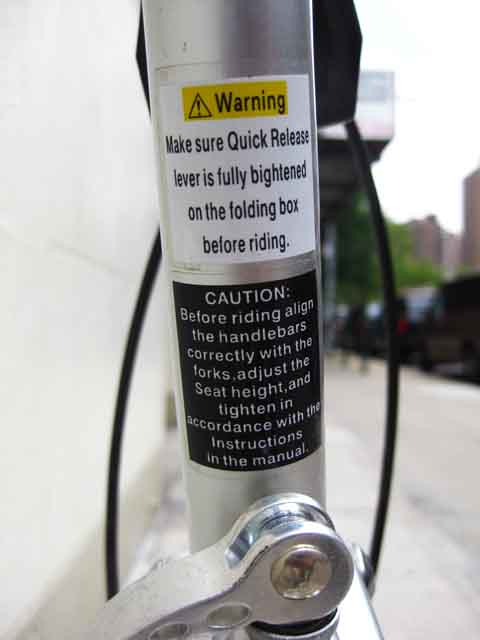 Warning
Make sure Quick Release
lever is fully bightened
on the folding box
before riding.
CAUTION:
Before riding align
the handlebars
correctly with the
forks,adjust the
Seat height,and
tighten in
accordance with the
Instructions
in the manual.